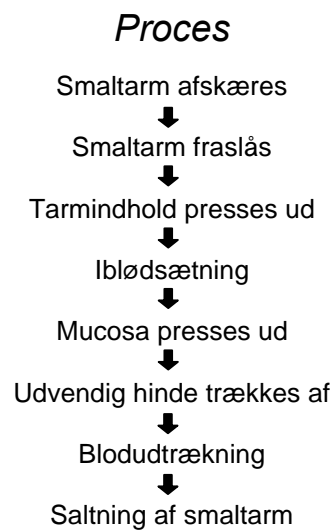 Proces
Smaltarm afskæres
Smaltarm fraslås
Tarmindhold presses ud
Iblødsætning
Mucosa presses ud
Udvendig hinde trækkes af
Blodudtrækning
Saltning af smaltarm